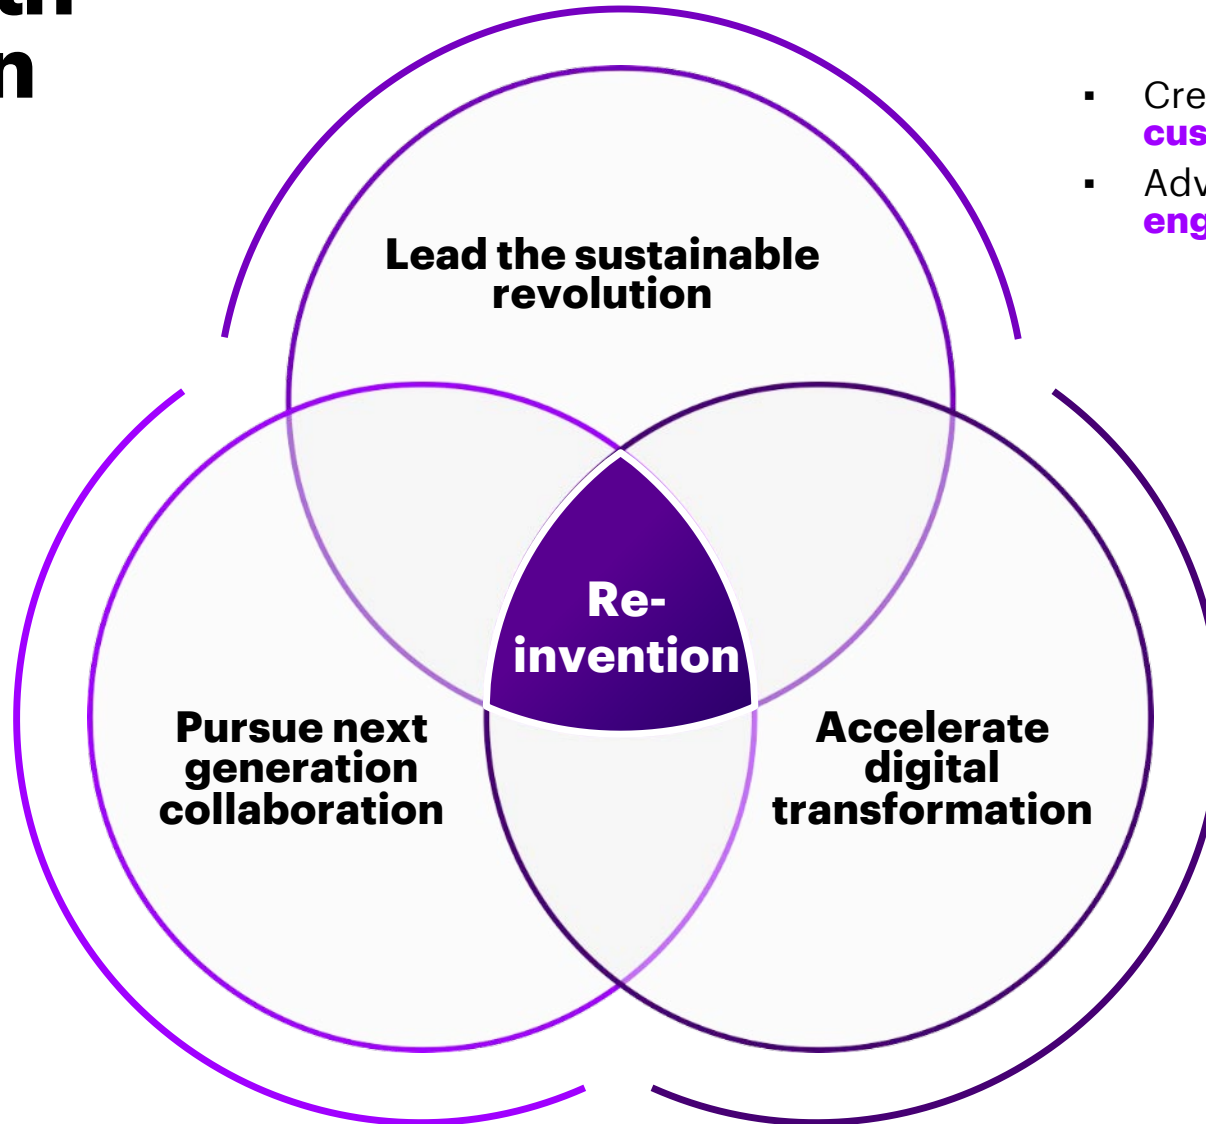 Lead the sustainable
revolution
Re-
invention
Pursue next
generation
collaboration
Accelerate
digital
transformation